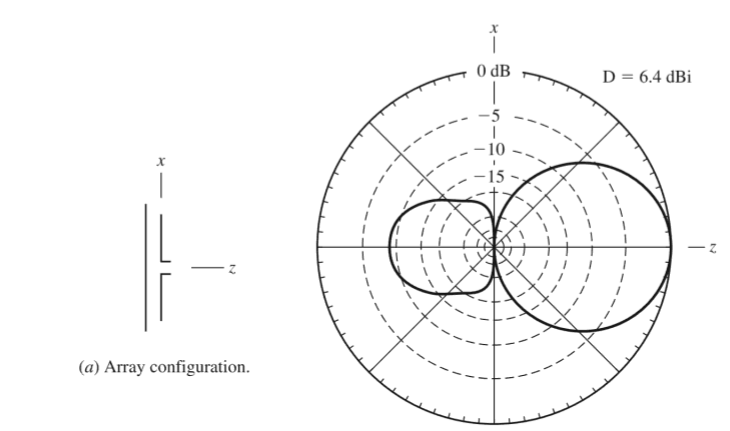 x
z
(a) Array configuration.
x
0 dB
D = 6.4 dBi
−5
−10
−15
z